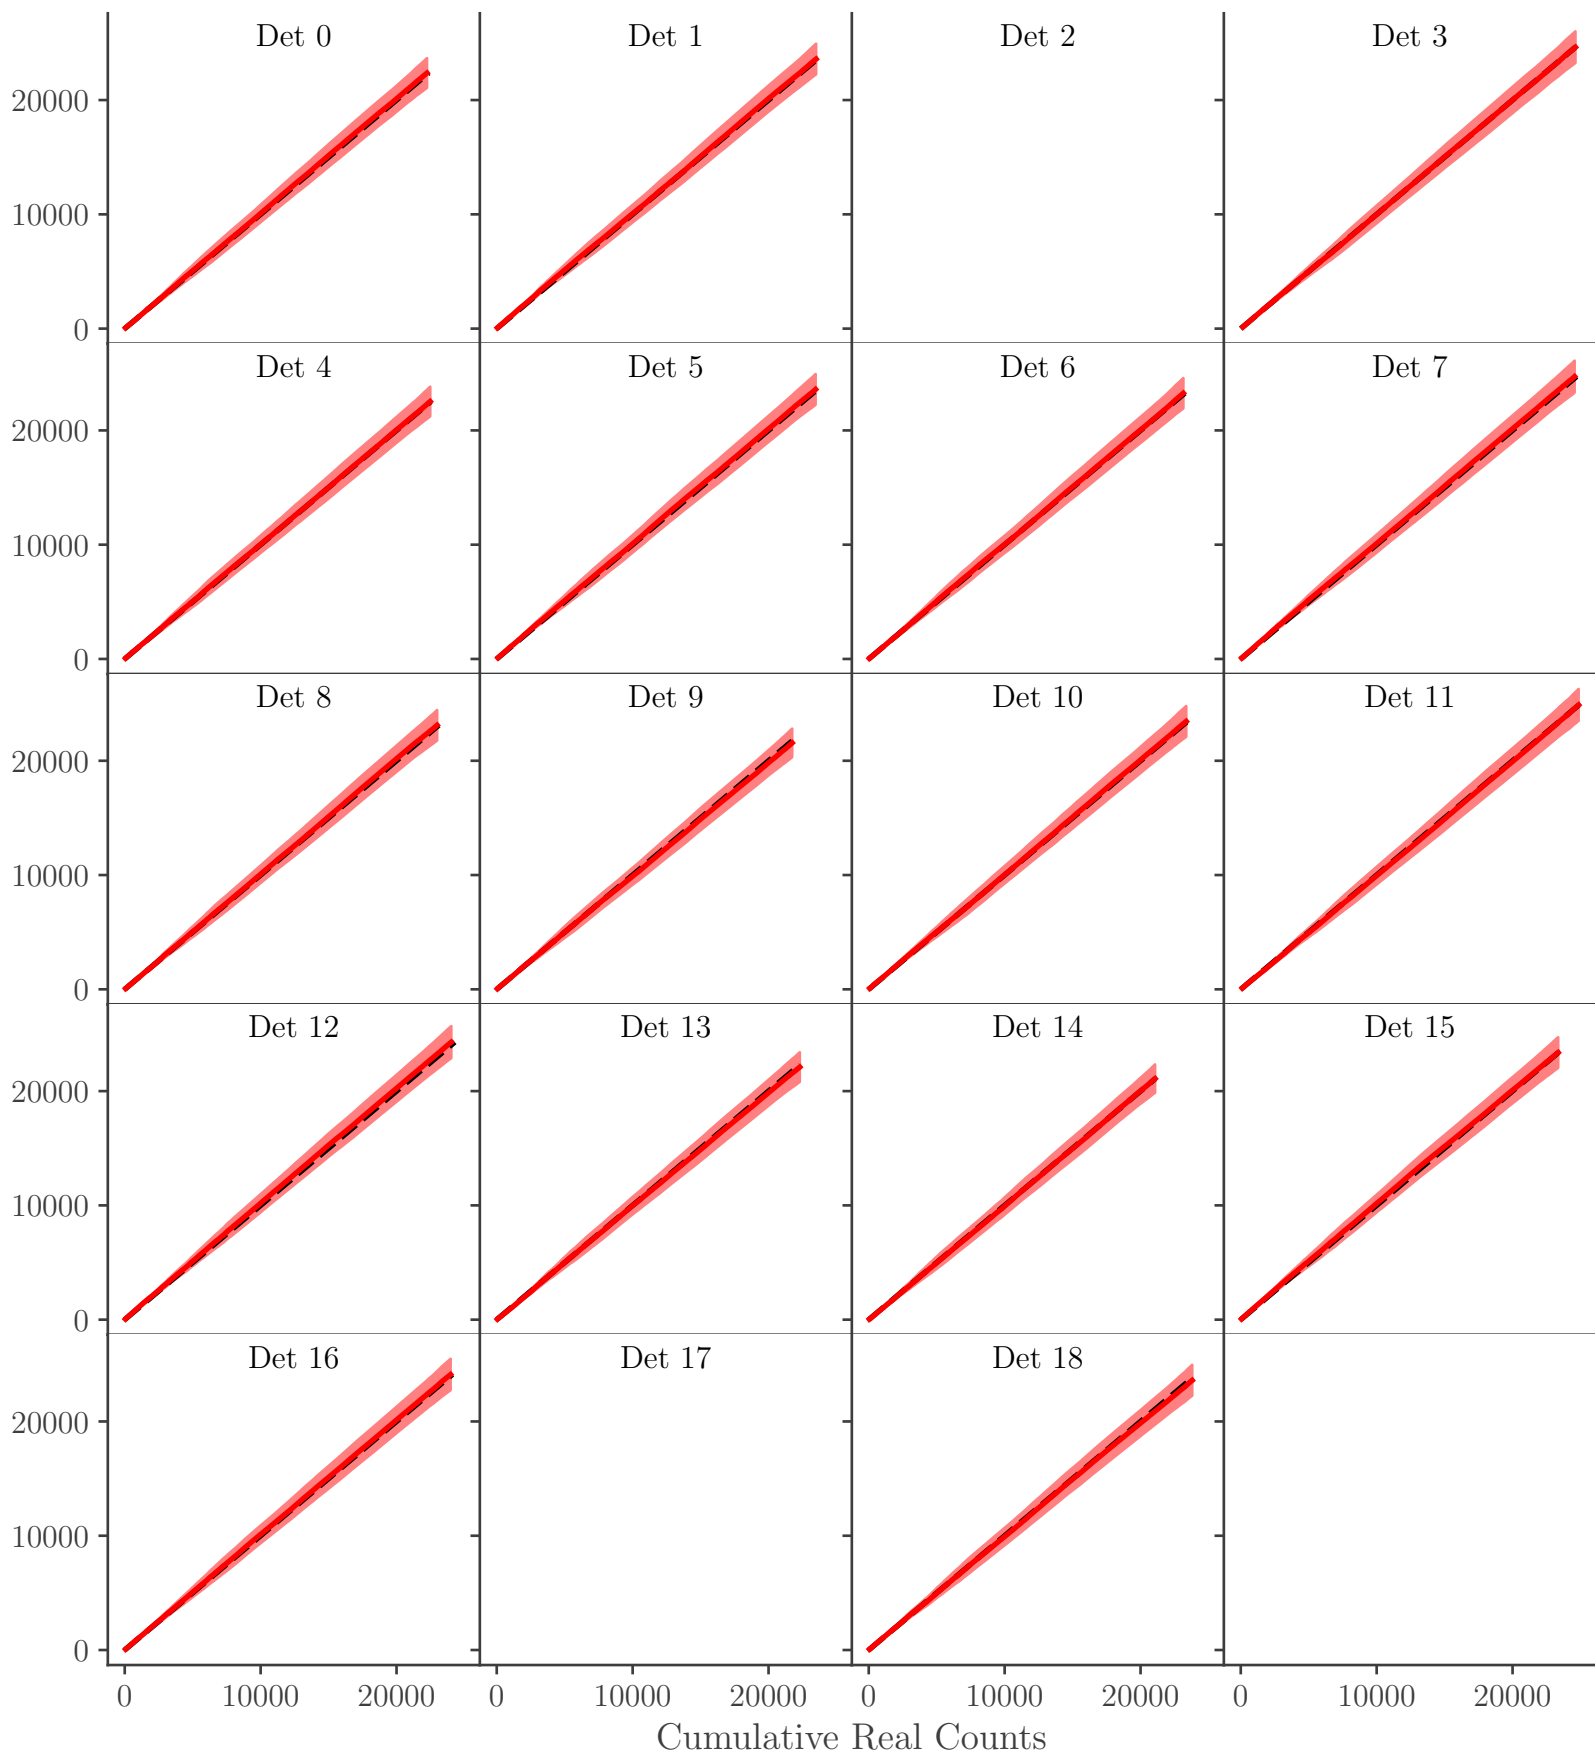 Det 0 Det 1 Det 2 Det 3
20000
10000
0
Det 4 Det 5 Det 6 Det 7
20000
10000
0
Det 8 Det 9 Det 10 Det 11
20000
10000
0
Det 12 Det 13 Det 14 Det 15
20000
10000
0
Det 16 Det 17 Det 18
20000
10000
0
0 10000 20000 0 10000 20000 0 10000 20000 0 10000 20000
Cumulative Real Counts